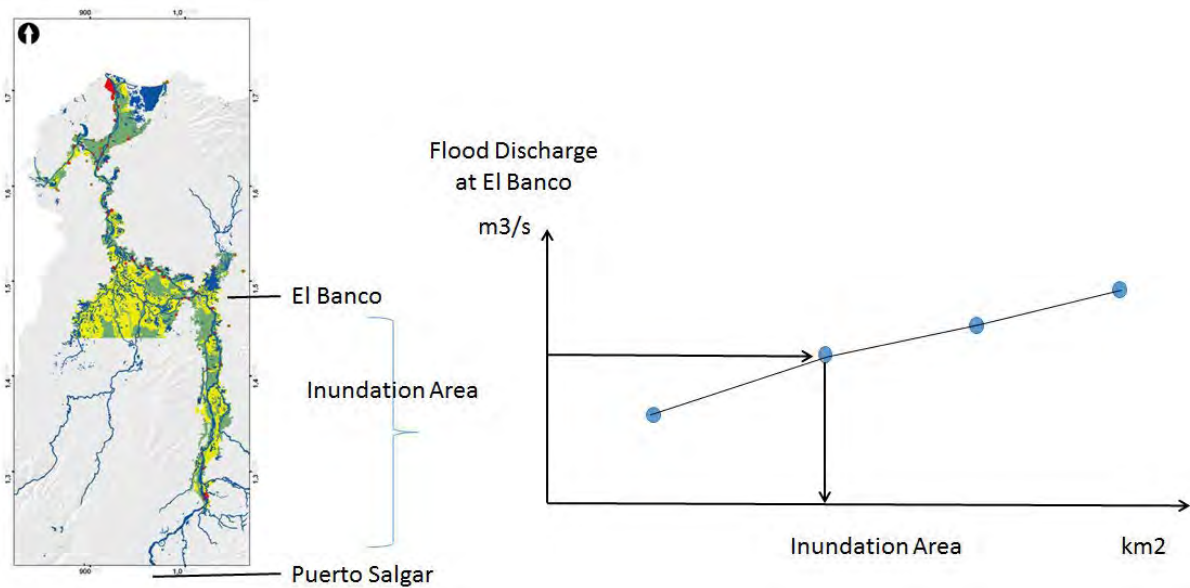 900
1,0
1,7
1,7
1,6
1,6
1,5
1,5
1,4
1,4
1,3
1,3
900
1,0
El Banco
Inundation Area
Puerto Salgar
Flood Discharge
at El Banco
m3/s
Inundation Area
km2